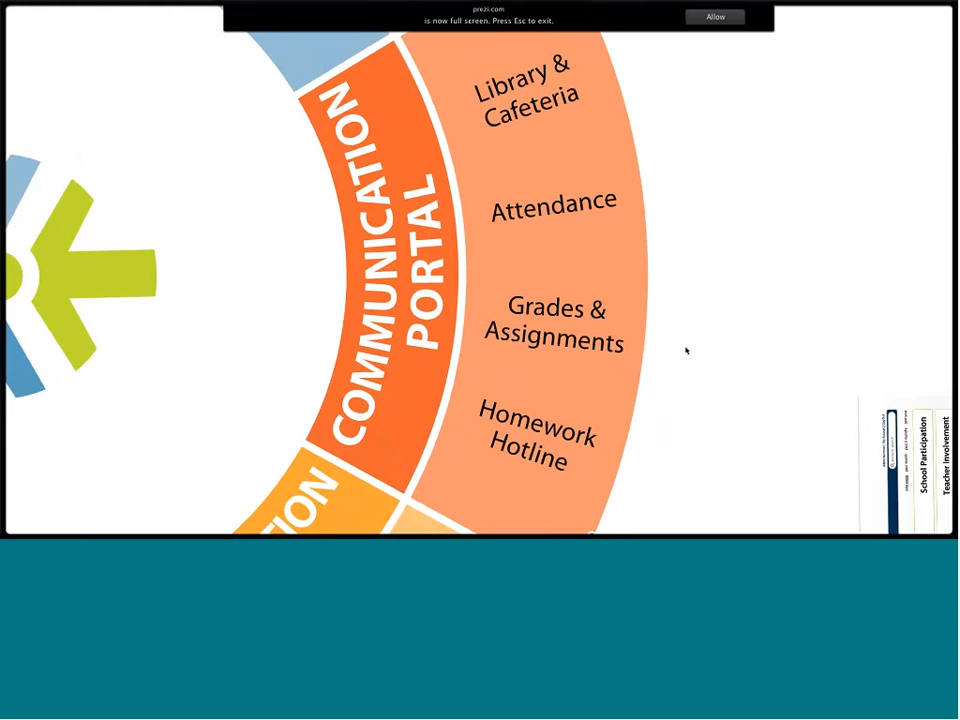 prezi.com
is now full screen. Press Esc to exit.
Allow
Library &
Cafeteria
COMMUNICATION
PORTAL
Attendance
Grades &
Assignments
Homework
Hotline
TION
School Participation
Teacher Involvement